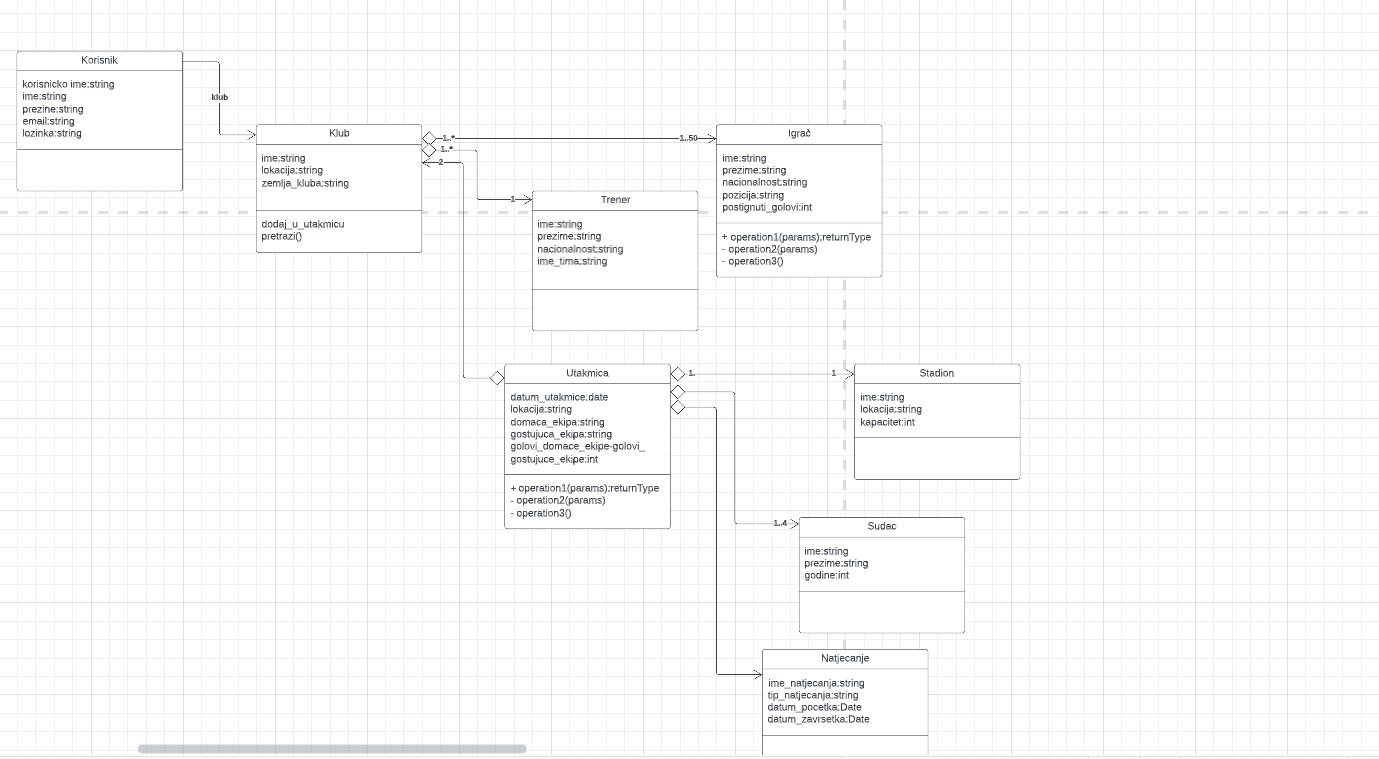 Korisnik
korisnicko ime:string
ime:string
prezine:string
email:string
lozinka:string
klub
Klub
ime:string
lokacija:string
zemlja_kluba:string
dodaj_u_utakmicu
pretrazi()
1..*
1..50
1..*
2
1
Igrač
ime:string
prezime:string
nacionalnost:string
pozicija:string
postignuti_golovi:int
+ operation1(params):returnType
- operation2(params)
- operation3()
Trener
ime:string
prezime:string
nacionalnost:string
ime_tima:string
Utakmica
datum_utakmice:date
lokacija:string
domaca_ekipa:string
gostujuca_ekipa:string
golovi_domace_ekipe-golovi_
gostujuce_ekipe:int
+ operation1(params):returnType
- operation2(params)
- operation3()
1.
1
Stadion
ime:string
lokacija:string
kapacitet:int
1..4
Sudac
ime:string
prezime:string
godine:int
Natjecanje
ime_natjecanja:string
tip_natjecanja:string
datum_pocetka:Date
datum_zavrsetka:Date